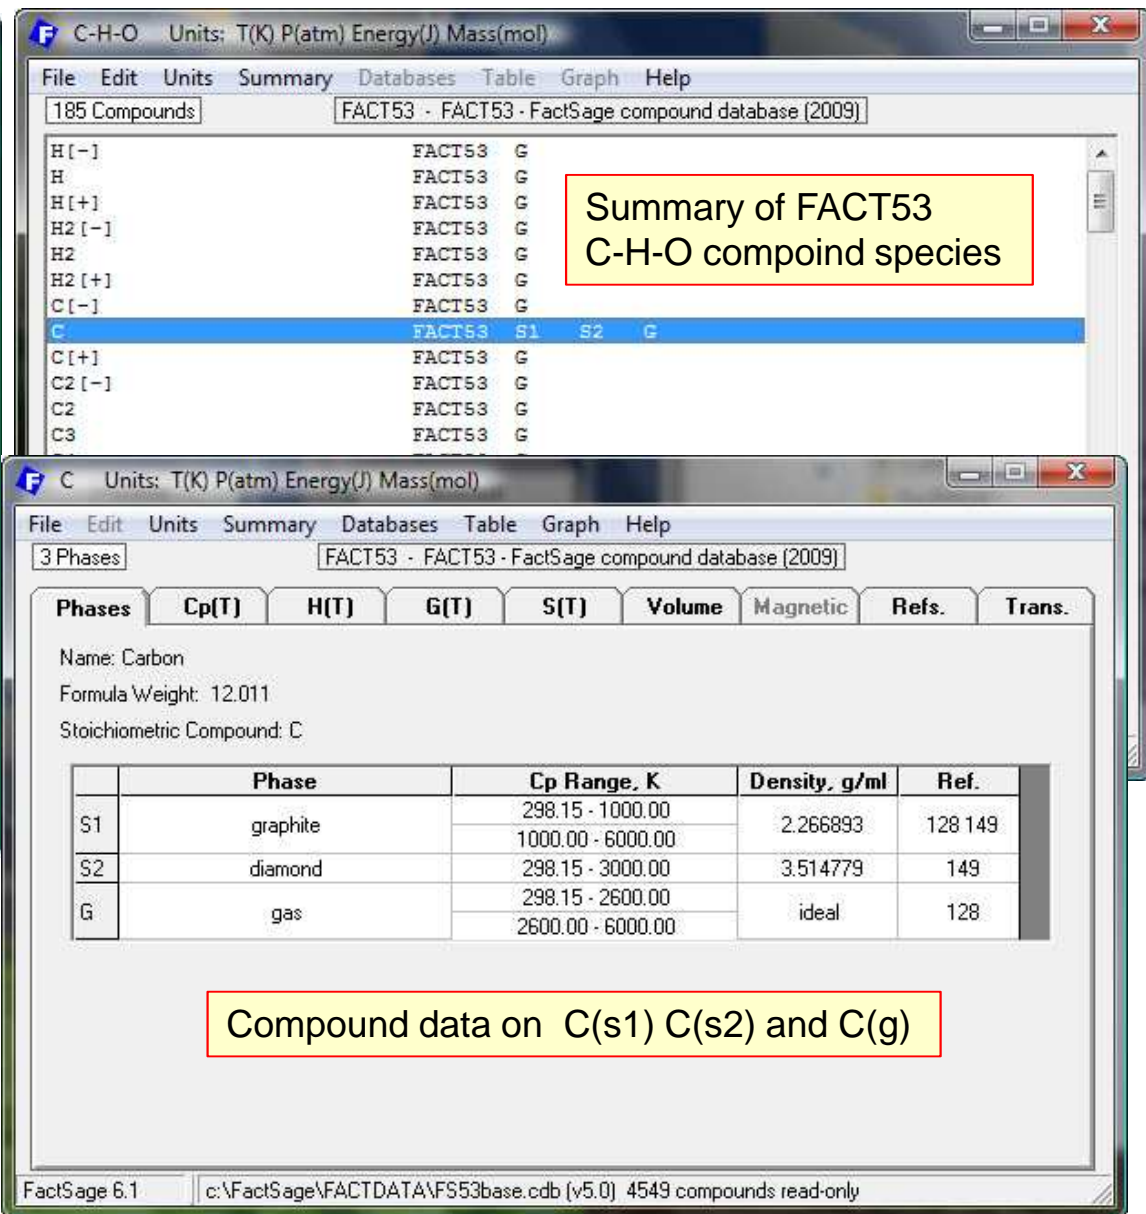 C-H-O Units: T(K) P(atm) Energy(J) Mass(mol)
File Edit Units Summary Databases Table Graph Help
185 Compounds FACT53 - FACT53 - FactSage compound database (2009)
H[-] FACT53 G
H FACT53 G
H[+] FACT53 G
H2[-] FACT53 G
H2 FACT53 G
H2[+] FACT53 G
C[-] FACT53 G
C FACT53 S1 S2 G
C[+] FACT53 G
C2[-] FACT53 G
C2 FACT53 G
C3 FACT53 G
Summary of FACT53
C-H-O compoind species
C Units: T(K) P(atm) Energy(J) Mass(mol)
File Edit Units Summary Databases Table Graph Help
3 Phases FACT53 - FACT53 - FactSage compound database (2009)
Phases Cp(T) H(T) G(T) S(T) Volume Magnetic Refs. Trans.
Name: Carbon
Formula Weight: 12.011
Stoichiometric Compound: C
Phase Cp Range, K Density, g/ml Ref.
S1 graphite 298.15 - 1000.00 2.266893 128 149
1000.00 - 6000.00
S2 diamond 298.15 - 3000.00 3.514779 149
G gas 298.15 - 2600.00 ideal 128
2600.00 - 6000.00
Compound data on C(s1) C(s2) and C(g)
FactSage 6.1 c:\FactSage\FACTDATA\FS53base.cdb (v5.0) 4549 compounds read-only